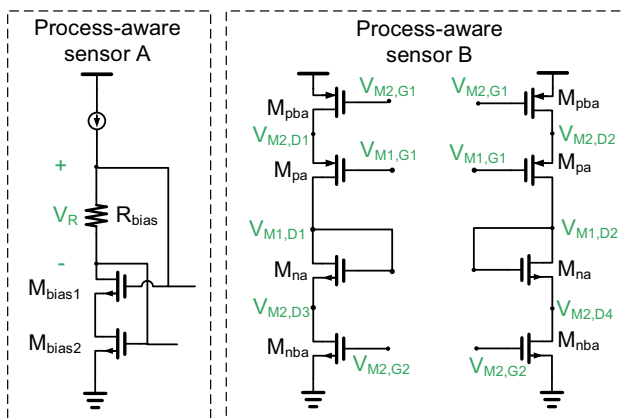 Process-aware
sensor A
+
V_R
R_bias
-
M_bias1
M_bias2
Process-aware
sensor B
V_M2,G1
V_M2,G1
M_pba
M_pba
V_M2,D1
V_M2,D2
V_M1,G1
V_M1,G1
M_pa
M_pa
V_M1,D1
V_M1,D2
M_na
M_na
V_M2,D3
V_M2,D4
M_nba
M_nba
V_M2,G2
V_M2,G2